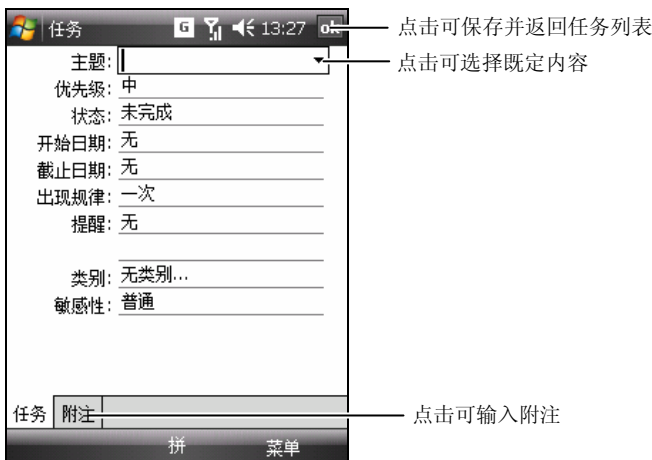 任务 G 13:27 ok 点击可保存并返回任务列表
主题: 点击可选择既定内容
优先级: 中
状态: 未完成
开始日期: 无
截止日期: 无
出现规律: 一次
提醒: 无
类别: 无类别...
敏感性: 普通
任务 附注 点击可输入附注
拼 菜单